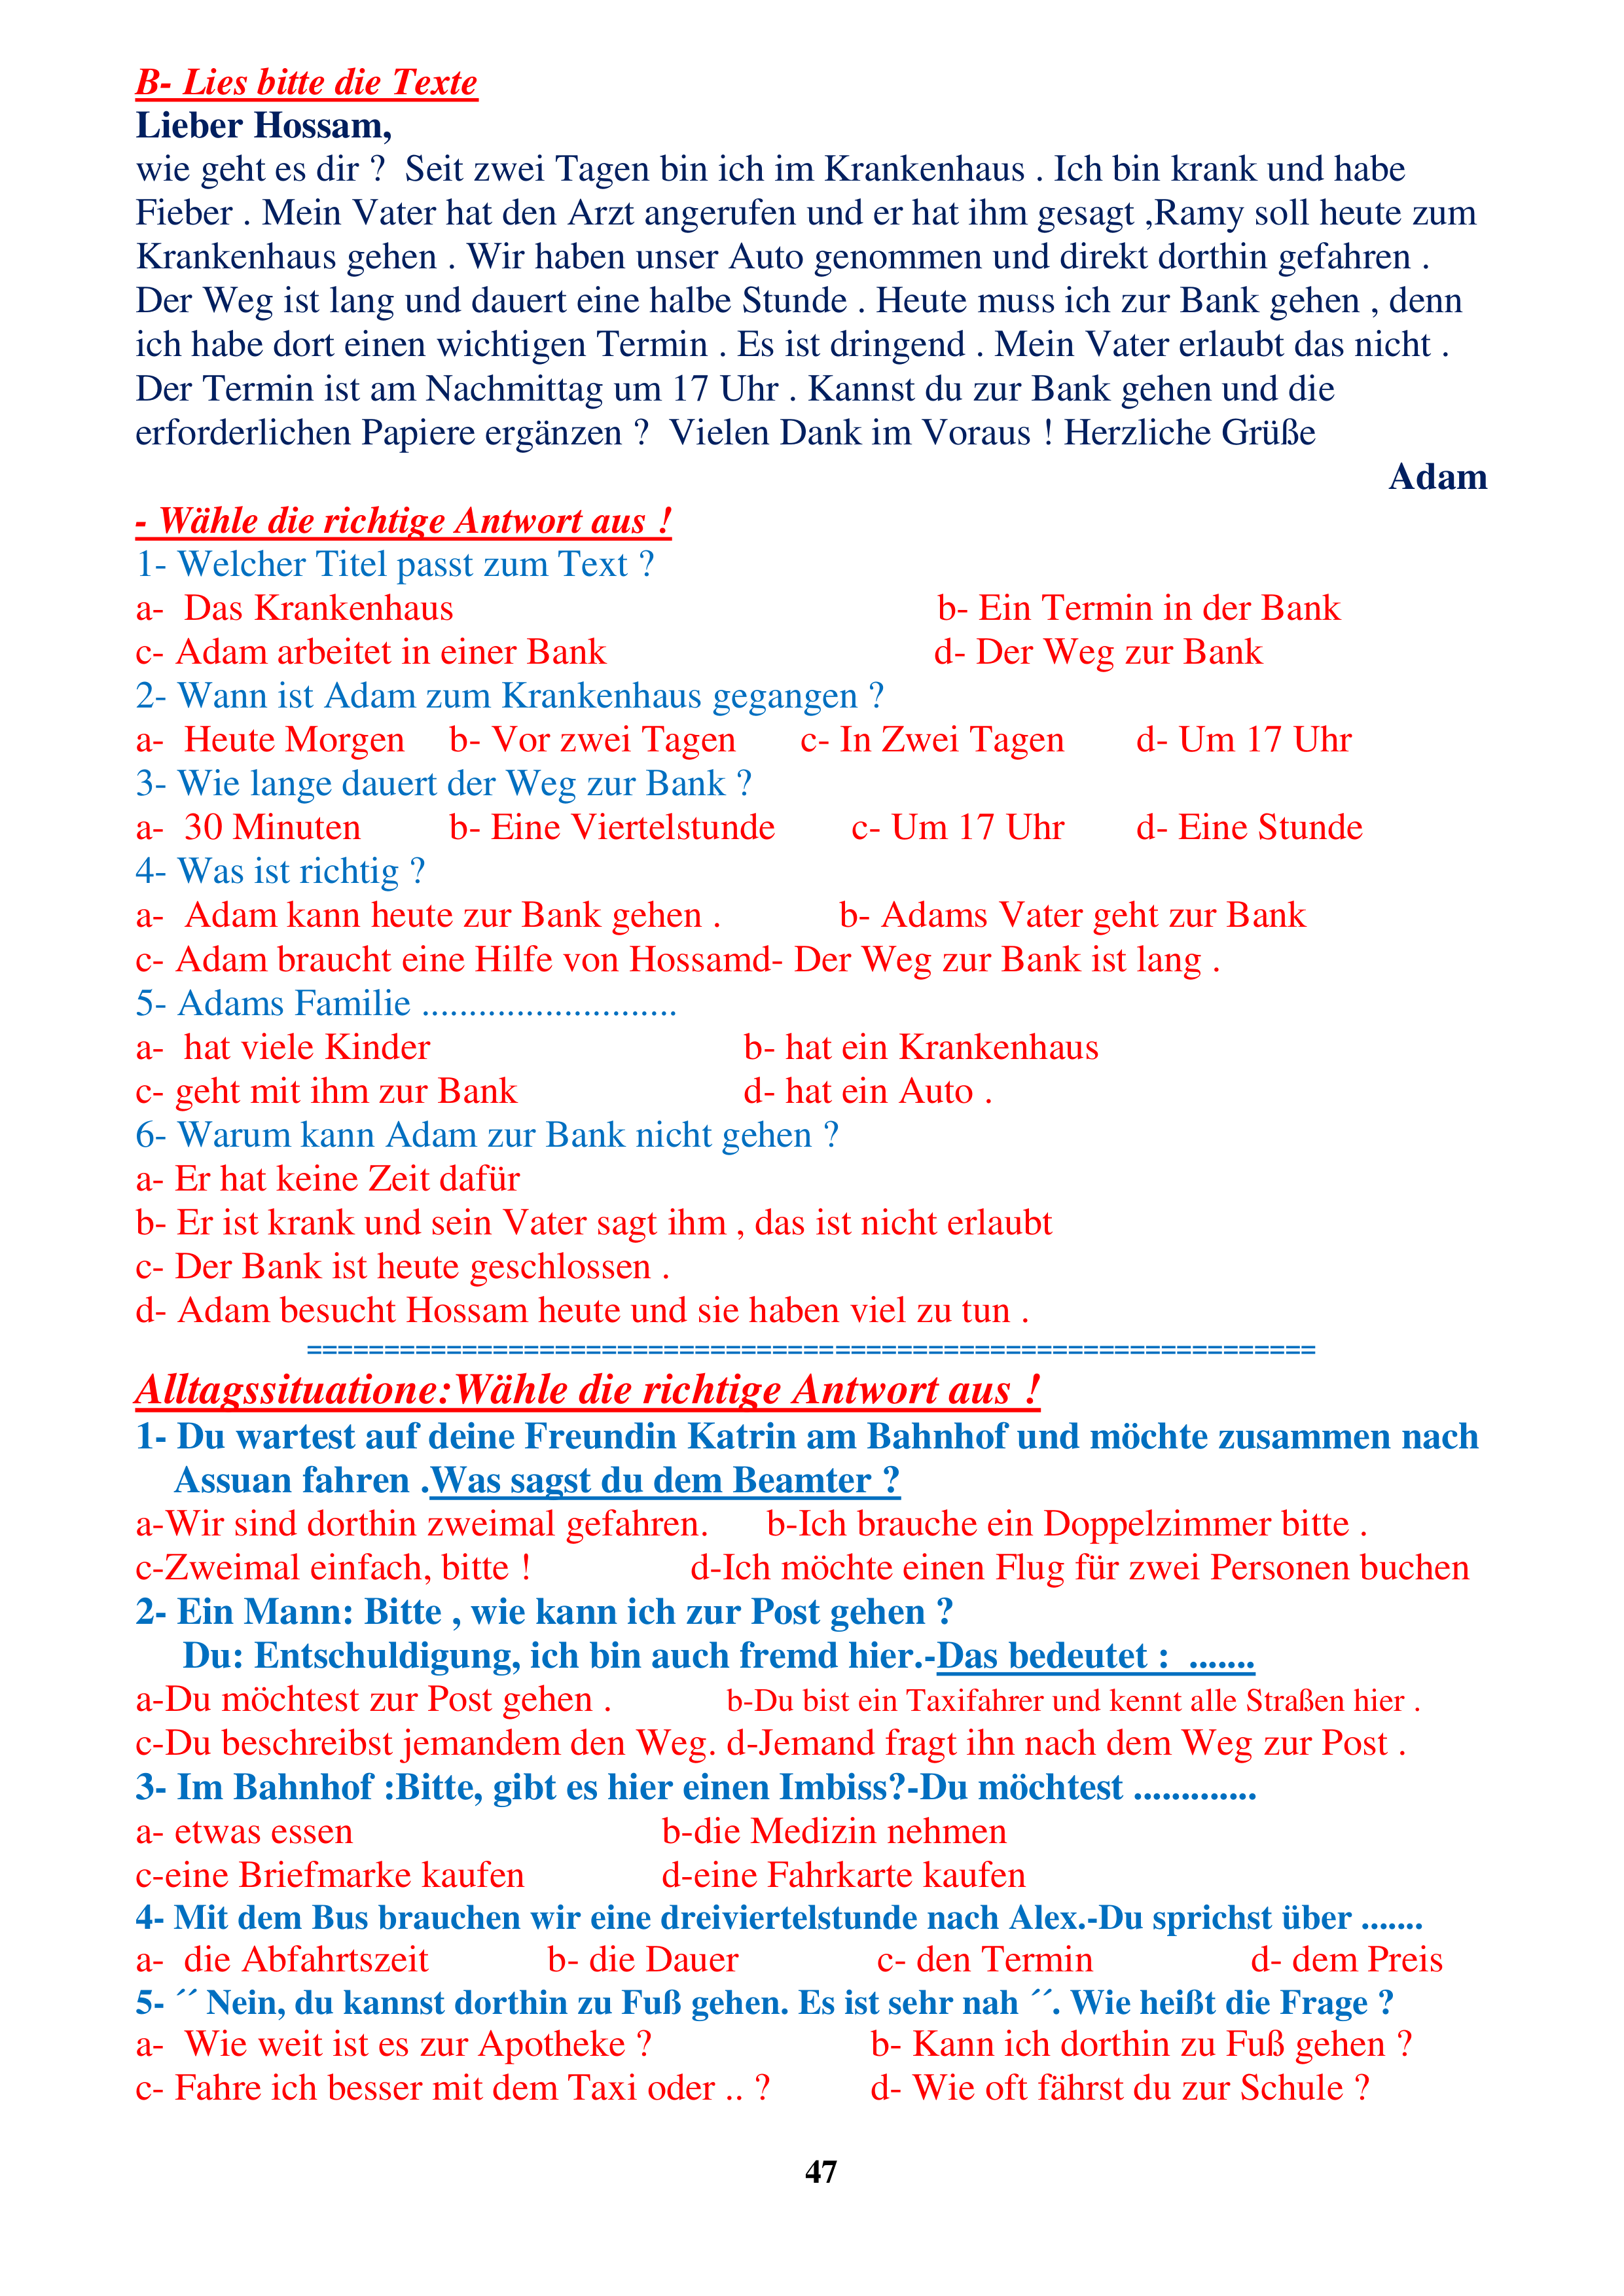 B- Lies bitte die Texte
Lieber Hossam,
wie geht es dir ?  Seit zwei Tagen bin ich im Krankenhaus . Ich bin krank und habe
Fieber . Mein Vater hat den Arzt angerufen und er hat ihm gesagt ,Ramy soll heute zum
Krankenhaus gehen . Wir haben unser Auto genommen und direkt dorthin gefahren .
Der Weg ist lang und dauert eine halbe Stunde . Heute muss ich zur Bank gehen , denn
ich habe dort einen wichtigen Termin . Es ist dringend . Mein Vater erlaubt das nicht .
Der Termin ist am Nachmittag um 17 Uhr . Kannst du zur Bank gehen und die
erforderlichen Papiere ergänzen ?  Vielen Dank im Voraus ! Herzliche Grüße
Adam
- Wähle die richtige Antwort aus !
1- Welcher Titel passt zum Text ?
a-  Das Krankenhaus b- Ein Termin in der Bank
c- Adam arbeitet in einer Bank d- Der Weg zur Bank
2- Wann ist Adam zum Krankenhaus gegangen ?
a-  Heute Morgen b- Vor zwei Tagen c- In Zwei Tagen d- Um 17 Uhr
3- Wie lange dauert der Weg zur Bank ?
a-  30 Minuten b- Eine Viertelstunde c- Um 17 Uhr d- Eine Stunde
4- Was ist richtig ?
a-  Adam kann heute zur Bank gehen . b- Adams Vater geht zur Bank
c- Adam braucht eine Hilfe von Hossamd- Der Weg zur Bank ist lang .
5- Adams Familie ...........................
a-  hat viele Kinder b- hat ein Krankenhaus
c- geht mit ihm zur Bank d- hat ein Auto .
6- Warum kann Adam zur Bank nicht gehen ?
a- Er hat keine Zeit dafür
b- Er ist krank und sein Vater sagt ihm , das ist nicht erlaubt
c- Der Bank ist heute geschlossen .
d- Adam besucht Hossam heute und sie haben viel zu tun .
=================================================================
Alltagssituatione:Wähle die richtige Antwort aus !
1- Du wartest auf deine Freundin Katrin am Bahnhof und möchte zusammen nach
Assuan fahren .Was sagst du dem Beamter ?
a-Wir sind dorthin zweimal gefahren. b-Ich brauche ein Doppelzimmer bitte .
c-Zweimal einfach, bitte ! d-Ich möchte einen Flug für zwei Personen buchen
2- Ein Mann: Bitte , wie kann ich zur Post gehen ?
Du: Entschuldigung, ich bin auch fremd hier.-Das bedeutet :  .......
a-Du möchtest zur Post gehen . b-Du bist ein Taxifahrer und kennt alle Straßen hier .
c-Du beschreibst jemandem den Weg. d-Jemand fragt ihn nach dem Weg zur Post .
3- Im Bahnhof :Bitte, gibt es hier einen Imbiss?-Du möchtest .............
a- etwas essen b-die Medizin nehmen
c-eine Briefmarke kaufen d-eine Fahrkarte kaufen
4- Mit dem Bus brauchen wir eine dreiviertelstunde nach Alex.-Du sprichst über .......
a-  die Abfahrtszeit b- die Dauer c- den Termin d- dem Preis
5- ´´ Nein, du kannst dorthin zu Fuß gehen. Es ist sehr nah ´´. Wie heißt die Frage ?
a-  Wie weit ist es zur Apotheke ? b- Kann ich dorthin zu Fuß gehen ?
c- Fahre ich besser mit dem Taxi oder .. ? d- Wie oft fährst du zur Schule ?
47